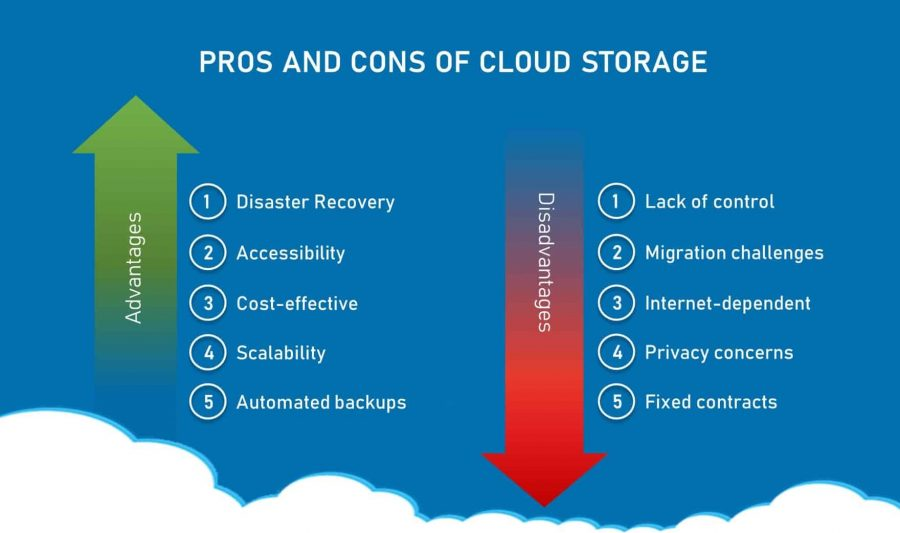 PROS AND CONS OF CLOUD STORAGE
Advantages
1 Disaster Recovery
2 Accessibility
3 Cost-effective
4 Scalability
5 Automated backups
Disadvantages
1 Lack of control
2 Migration challenges
3 Internet-dependent
4 Privacy concerns
5 Fixed contracts